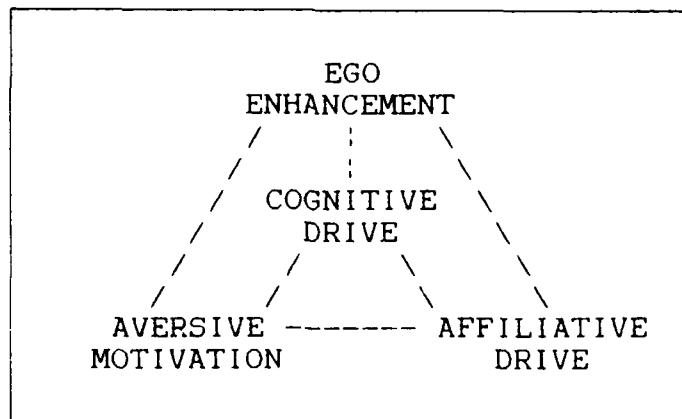 EGO
ENHANCEMENT
COGNITIVE
DRIVE
AVERSIVE ------ AFFILIATIVE
MOTIVATION DRIVE